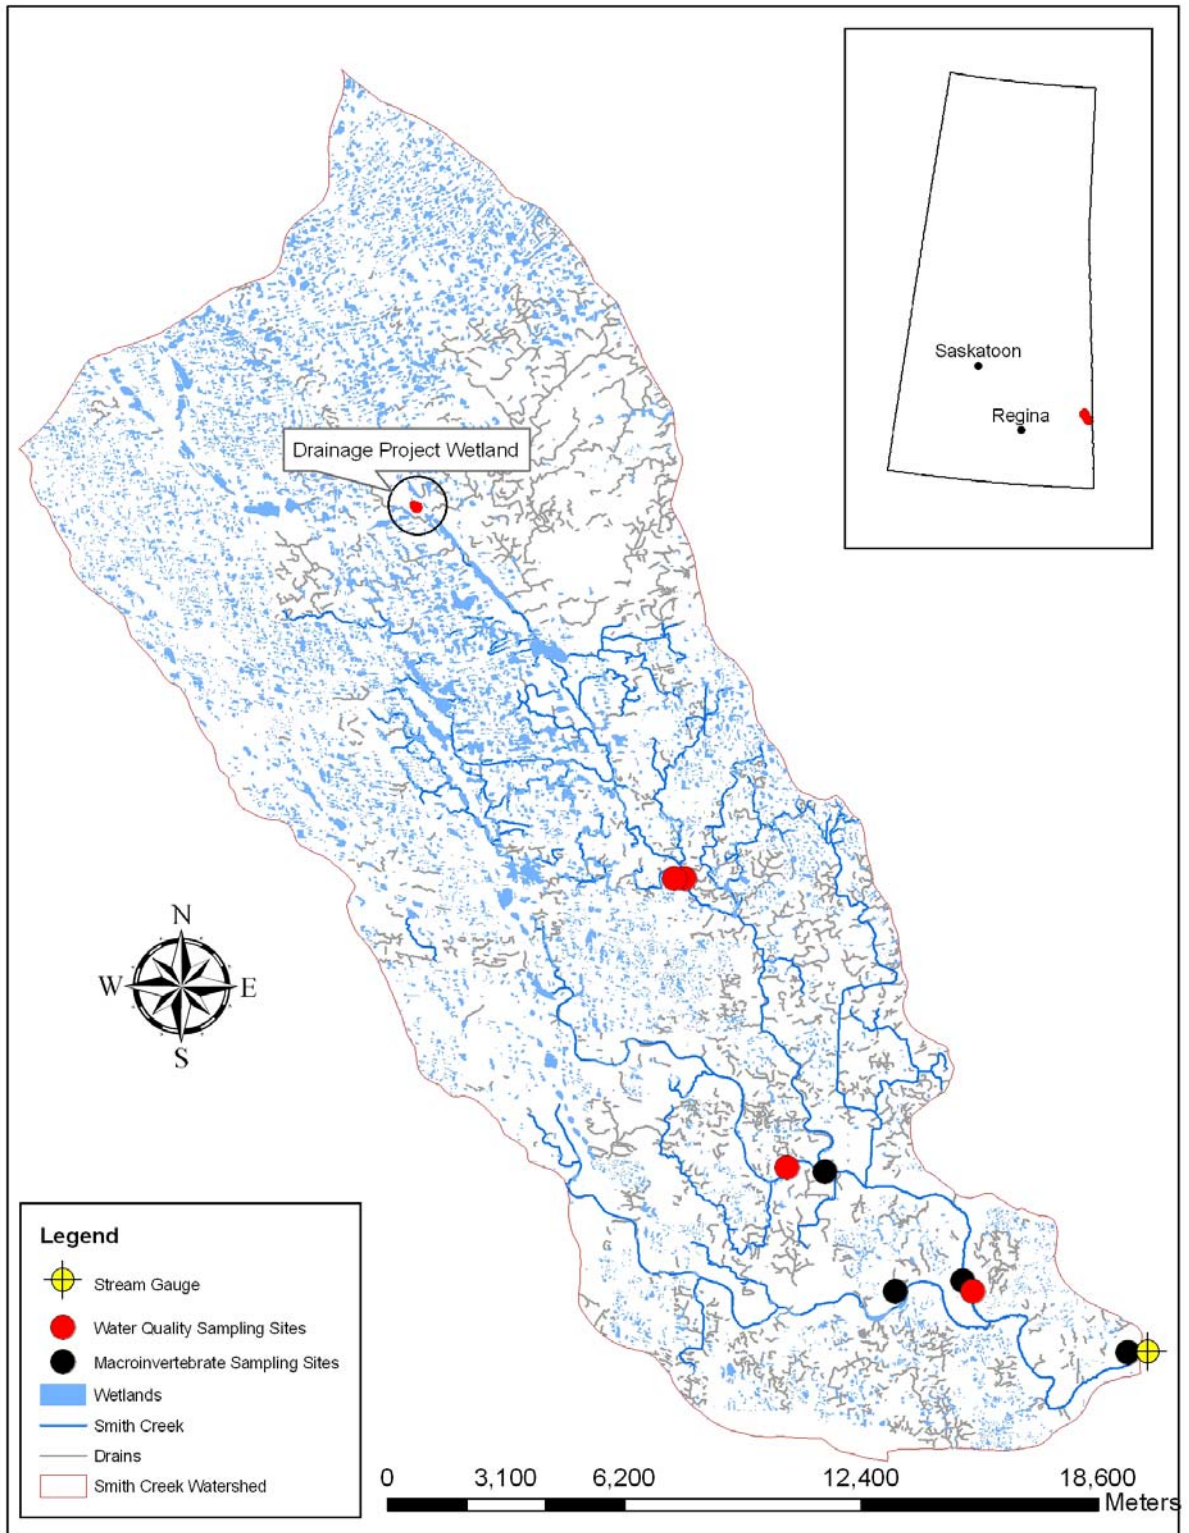 Saskatoon
Regina
Drainage Project Wetland
N
W
E
S
Legend
Stream Gauge
Water Quality Sampling Sites
Macroinvertebrate Sampling Sites
Wetlands
Smith Creek
Drains
Smith Creek Watershed
0 3,100 6,200 12,400 18,600
Meters